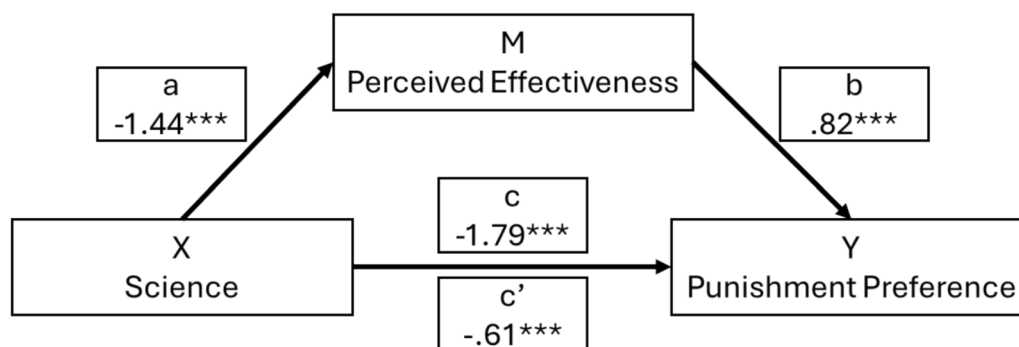 M
Perceived Effectiveness
a
-1.44***
b
.82***
c
-1.79***
X
Science
Y
Punishment Preference
c’
-.61***